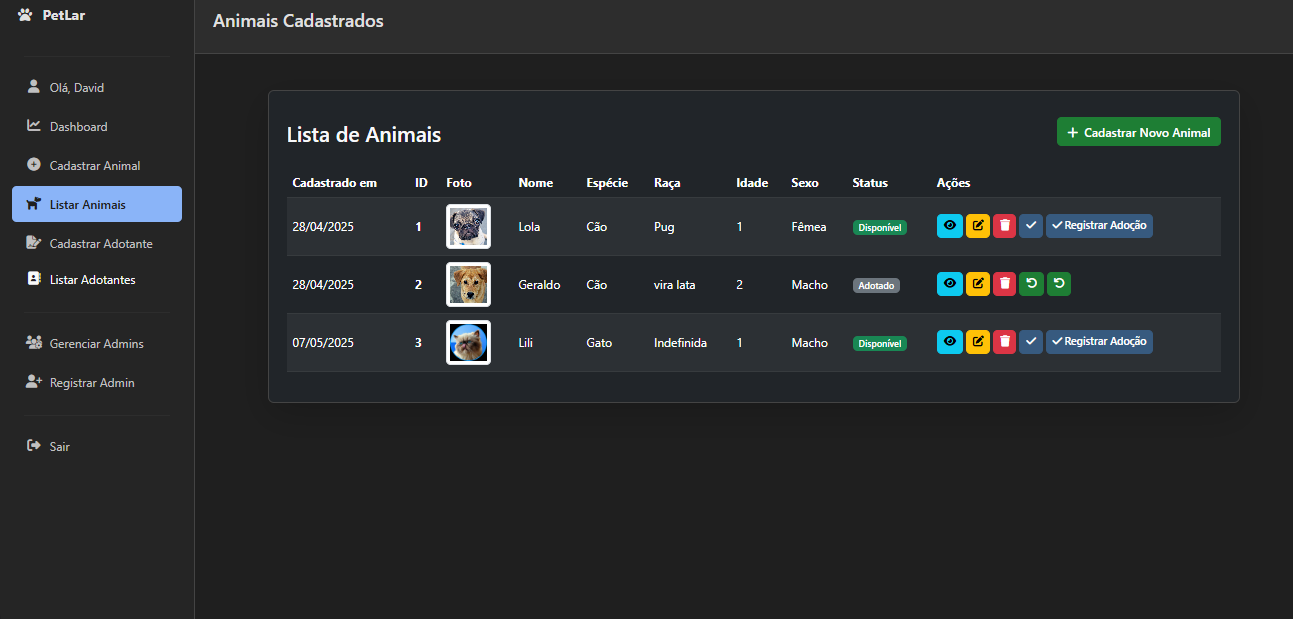 PetLar
Animais Cadastrados
Olá, David
Dashboard
Cadastrar Animal
Listar Animais
Cadastrar Adotante
Listar Adotantes
Gerenciar Admins
Registrar Admin
Sair
Lista de Animais
Cadastrar Novo Animal
Cadastrado em ID Foto Nome Espécie Raça Idade Sexo Status Ações
28/04/2025 1 Lola Cão Pug 1 Fêmea Disponível Registrar Adoção
28/04/2025 2 Geraldo Cão vira lata 2 Macho Adotado
07/05/2025 3 Lili Gato Indefinida 1 Macho Disponível Registrar Adoção